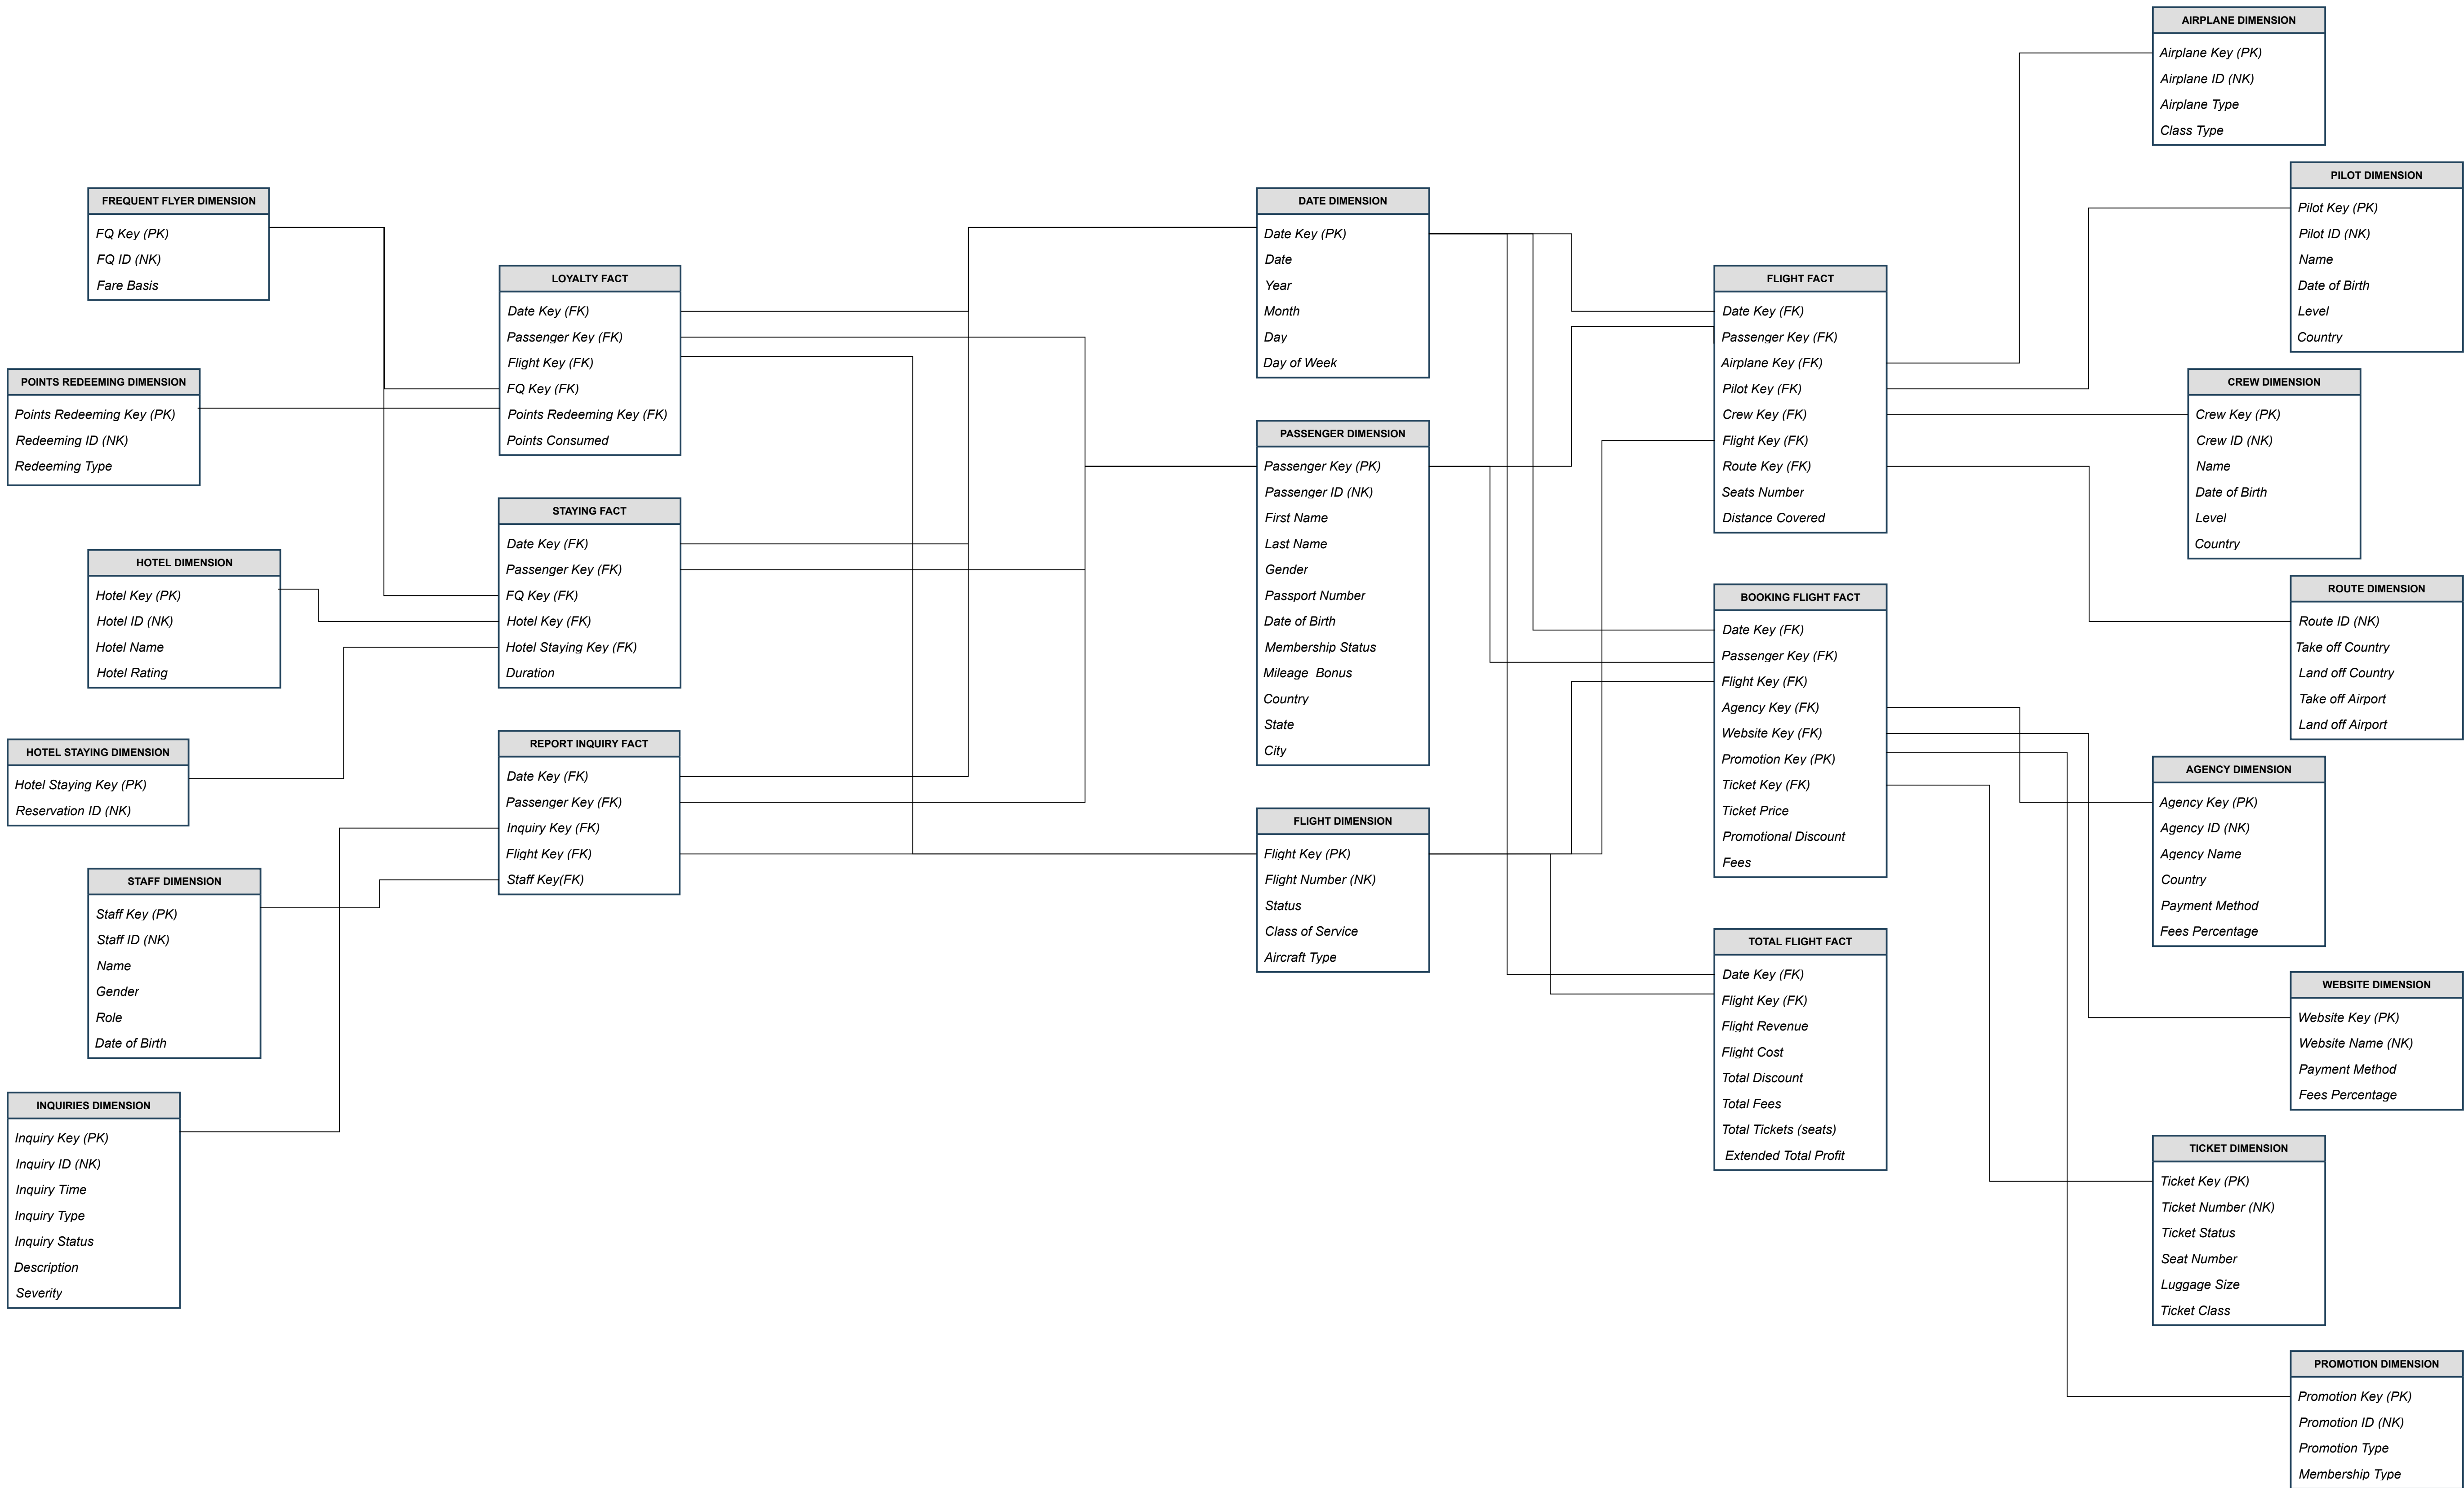 AIRPLANE DIMENSION
Airplane Key (PK)
Airplane ID (NK)
Airplane Type
Class Type
PILOT DIMENSION
Pilot Key (PK)
Pilot ID (NK)
Name
Date of Birth
Level
Country
FREQUENT FLYER DIMENSION
FQ Key (PK)
FQ ID (NK)
Fare Basis
POINTS REDEEMING DIMENSION
Points Redeeming Key (PK)
Redeeming ID (NK)
Redeeming Type
HOTEL DIMENSION
Hotel Key (PK)
Hotel ID (NK)
Hotel Name
Hotel Rating
HOTEL STAYING DIMENSION
Hotel Staying Key (PK)
Reservation ID (NK)
STAFF DIMENSION
Staff Key (PK)
Staff ID (NK)
Name
Gender
Role
Date of Birth
INQUIRIES DIMENSION
Inquiry Key (PK)
Inquiry ID (NK)
Inquiry Time
Inquiry Type
Inquiry Status
Description
Severity
LOYALTY FACT
Date Key (FK)
Passenger Key (FK)
Flight Key (FK)
FQ Key (FK)
Points Redeeming Key (FK)
Points Consumed
STAYING FACT
Date Key (FK)
Passenger Key (FK)
FQ Key (FK)
Hotel Key (FK)
Hotel Staying Key (FK)
Duration
REPORT INQUIRY FACT
Date Key (FK)
Passenger Key (FK)
Inquiry Key (FK)
Flight Key (FK)
Staff Key(FK)
DATE DIMENSION
Date Key (PK)
Date
Year
Month
Day
Day of Week
PASSENGER DIMENSION
Passenger Key (PK)
Passenger ID (NK)
First Name
Last Name
Gender
Passport Number
Date of Birth
Membership Status
Mileage  Bonus
Country
State
City
FLIGHT DIMENSION
Flight Key (PK)
Flight Number (NK)
Status
Class of Service
Aircraft Type
FLIGHT FACT
Date Key (FK)
Passenger Key (FK)
Airplane Key (FK)
Pilot Key (FK)
Crew Key (FK)
Flight Key (FK)
Route Key (FK)
Seats Number
Distance Covered
BOOKING FLIGHT FACT
Date Key (FK)
Passenger Key (FK)
Flight Key (FK)
Agency Key (FK)
Website Key (FK)
Promotion Key (PK)
Ticket Key (FK)
Ticket Price
Promotional Discount
Fees
TOTAL FLIGHT FACT
Date Key (FK)
Flight Key (FK)
Flight Revenue
Flight Cost
Total Discount
Total Fees
Total Tickets (seats)
Extended Total Profit
CREW DIMENSION
Crew Key (PK)
Crew ID (NK)
Name
Date of Birth
Level
Country
ROUTE DIMENSION
Route ID (NK)
Take off Country
Land off Country
Take off Airport
Land off Airport
AGENCY DIMENSION
Agency Key (PK)
Agency ID (NK)
Agency Name
Country
Payment Method
Fees Percentage
WEBSITE DIMENSION
Website Key (PK)
Website Name (NK)
Payment Method
Fees Percentage
TICKET DIMENSION
Ticket Key (PK)
Ticket Number (NK)
Ticket Status
Seat Number
Luggage Size
Ticket Class
PROMOTION DIMENSION
Promotion Key (PK)
Promotion ID (NK)
Promotion Type
Membership Type